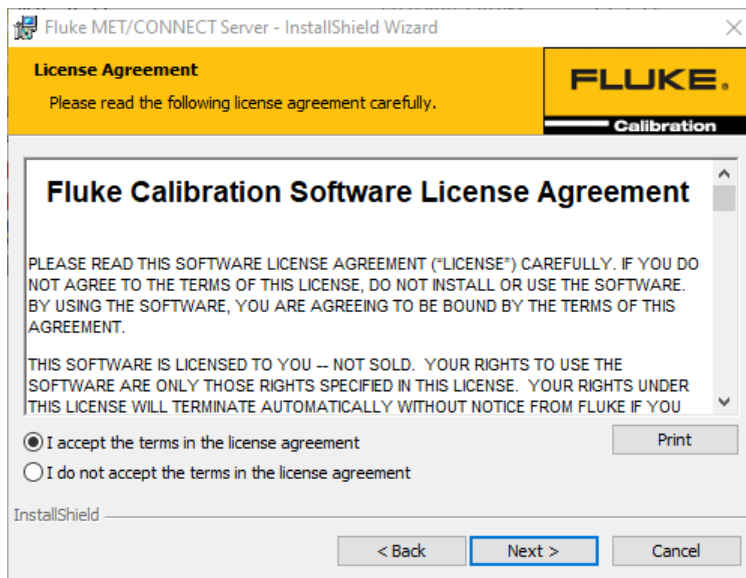 Fluke MET/CONNECT Server - InstallShield Wizard
License Agreement
Please read the following license agreement carefully.
FLUKE.
Calibration
Fluke Calibration Software License Agreement
PLEASE READ THIS SOFTWARE LICENSE AGREEMENT (“LICENSE”) CAREFULLY. IF YOU DO
NOT AGREE TO THE TERMS OF THIS LICENSE, DO NOT INSTALL OR USE THE SOFTWARE.
BY USING THE SOFTWARE, YOU ARE AGREEING TO BE BOUND BY THE TERMS OF THIS
AGREEMENT.
THIS SOFTWARE IS LICENSED TO YOU -- NOT SOLD.  YOUR RIGHTS TO USE THE
SOFTWARE ARE ONLY THOSE RIGHTS SPECIFIED IN THIS LICENSE.  YOUR RIGHTS UNDER
THIS LICENSE WILL TERMINATE AUTOMATICALLY WITHOUT NOTICE FROM FLUKE IF YOU
I accept the terms in the license agreement
Print
I do not accept the terms in the license agreement
InstallShield
< Back
Next >
Cancel